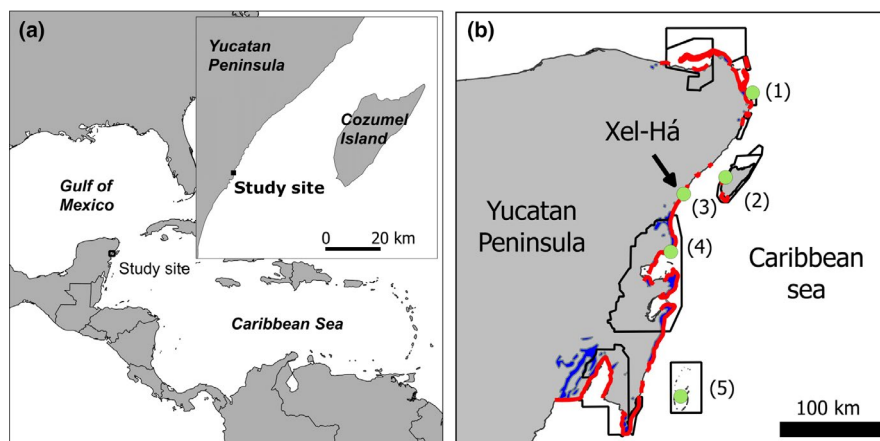 (a)
Yucatan
Peninsula
Cozumel
Island
Study site
0 20 km
Gulf of
Mexico
Study site
Caribbean Sea
(b)
(1)
Xel-Há
(2)
(3)
Yucatan
Peninsula
(4)
Caribbean
sea
(5)
100 km